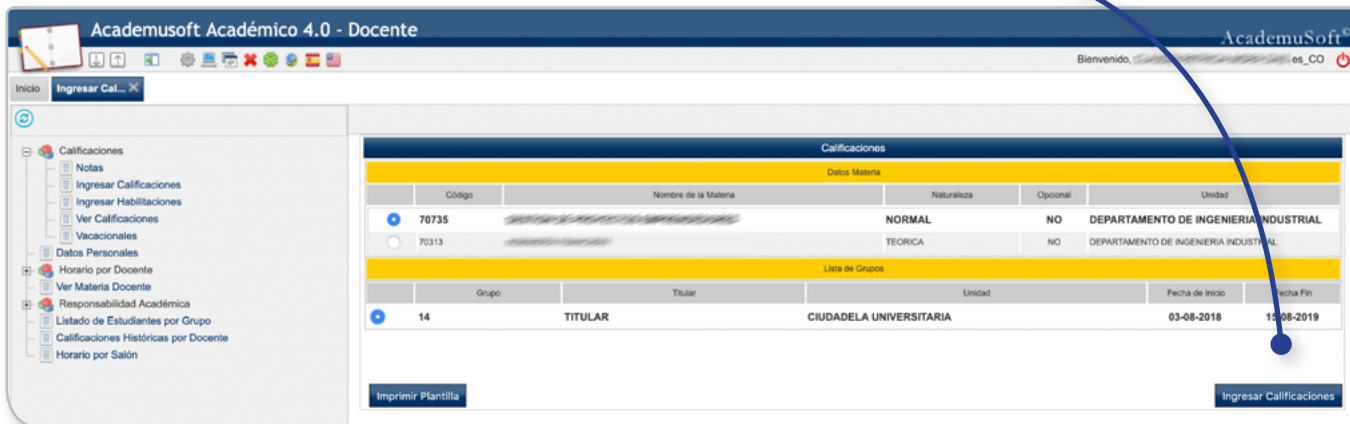 Academusoft Académico 4.0 - Docente
AcademuSoft©
Bienvenido, es_CO
Inicio Ingresar Cal...
Calificaciones
Notas
Ingresar Calificaciones
Ingresar Habilitaciones
Ver Calificaciones
Vacacionales
Datos Personales
Horario por Docente
Ver Materia Docente
Responsabilidad Académica
Listado de Estudiantes por Grupo
Calificaciones Históricas por Docente
Horario por Salón
Calificaciones
Datos Materia
Código Nombre de la Materia Naturaleza Opcional Unidad
70735 NORMAL NO DEPARTAMENTO DE INGENIERIA INDUSTRIAL
70313 TEORICA NO DEPARTAMENTO DE INGENIERIA INDUSTRIAL
Lista de Grupos
Grupo Titular Unidad Fecha de Inicio Fecha Fin
14 TITULAR CIUDADELA UNIVERSITARIA 03-08-2018 15-08-2019
Imprimir Plantilla Ingresar Calificaciones